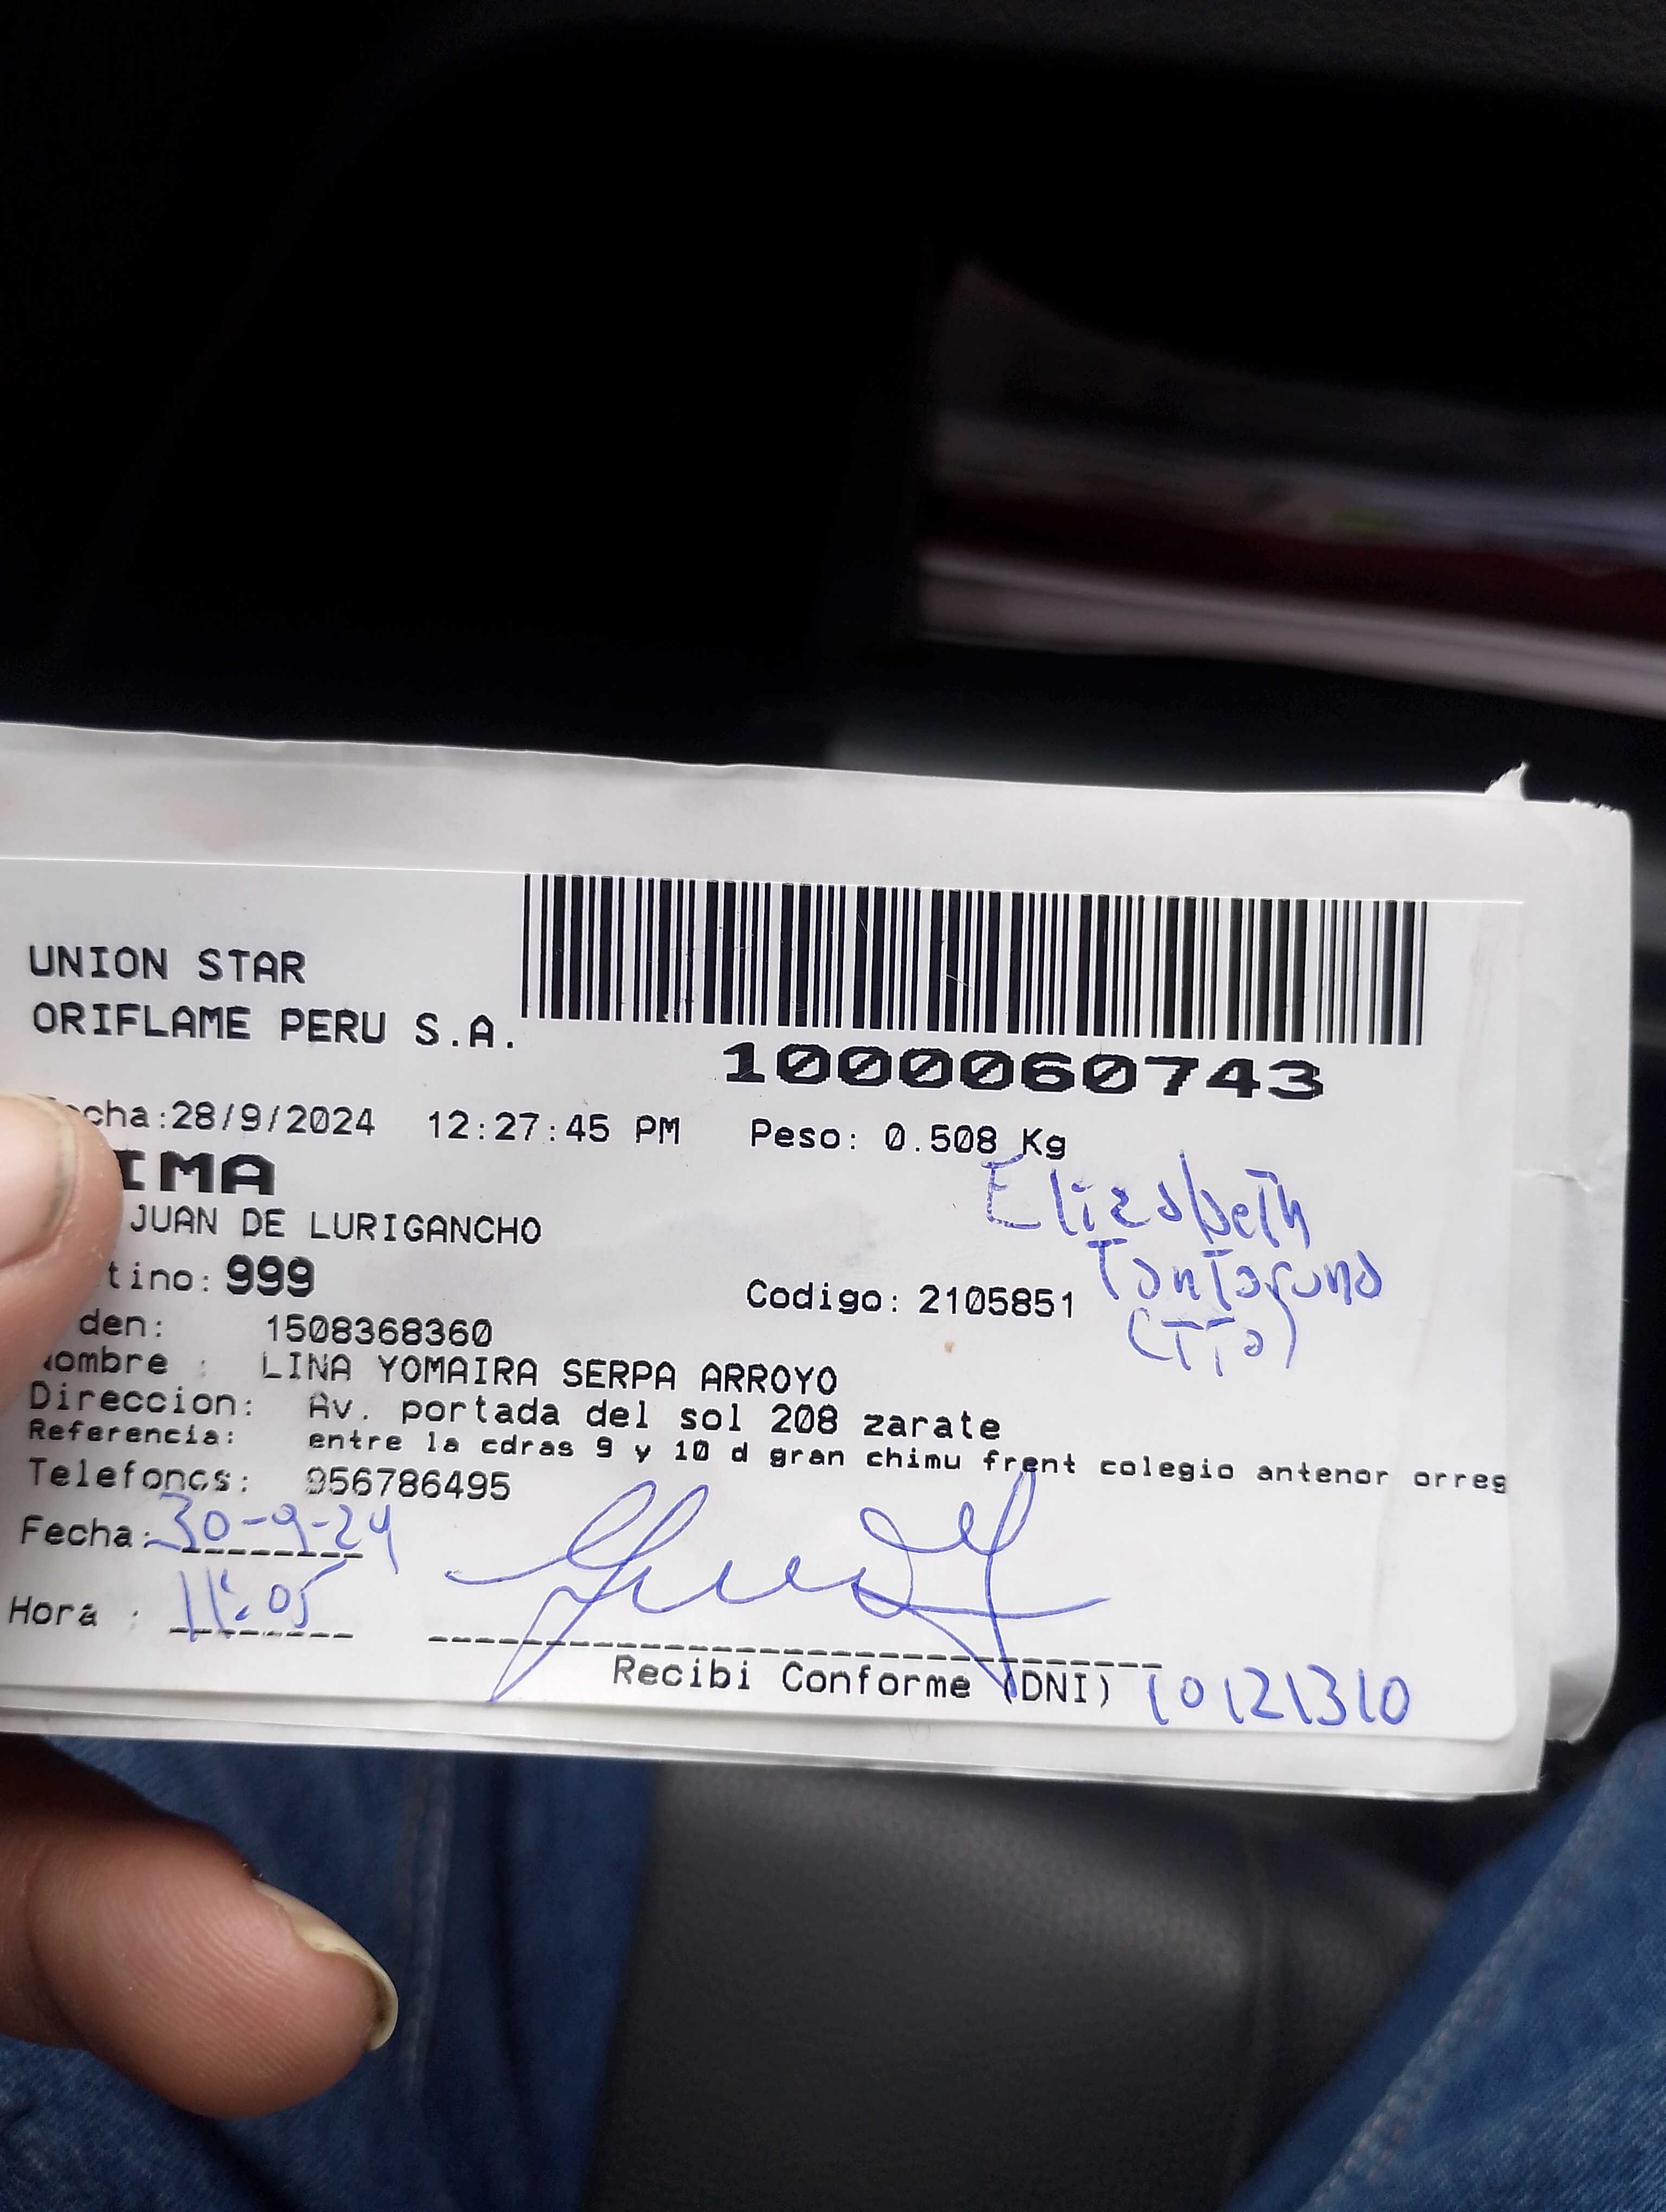 UNION STAR
ORIFLAME PERU S.A.
1000060743
cha:28/9/2024 12:27:45 PM Peso: 0.508 Kg
IMA
JUAN DE LURIGANCHO
Elizabeth
tino: 999
Codigo: 2105851
(TTa)
den: 1508368360
ombre : LINA YOMAIRA SERPA ARROYO
Direccion: Av. portada del sol 208 zarate
Referencia: entre la cdras 9 y 10 d gran chimu frent colegio antenor orreg
Telefonos: 956786495
Fecha: 30-9-24
Hora : 11:05
Recibi Conforme (DNI) 10121310